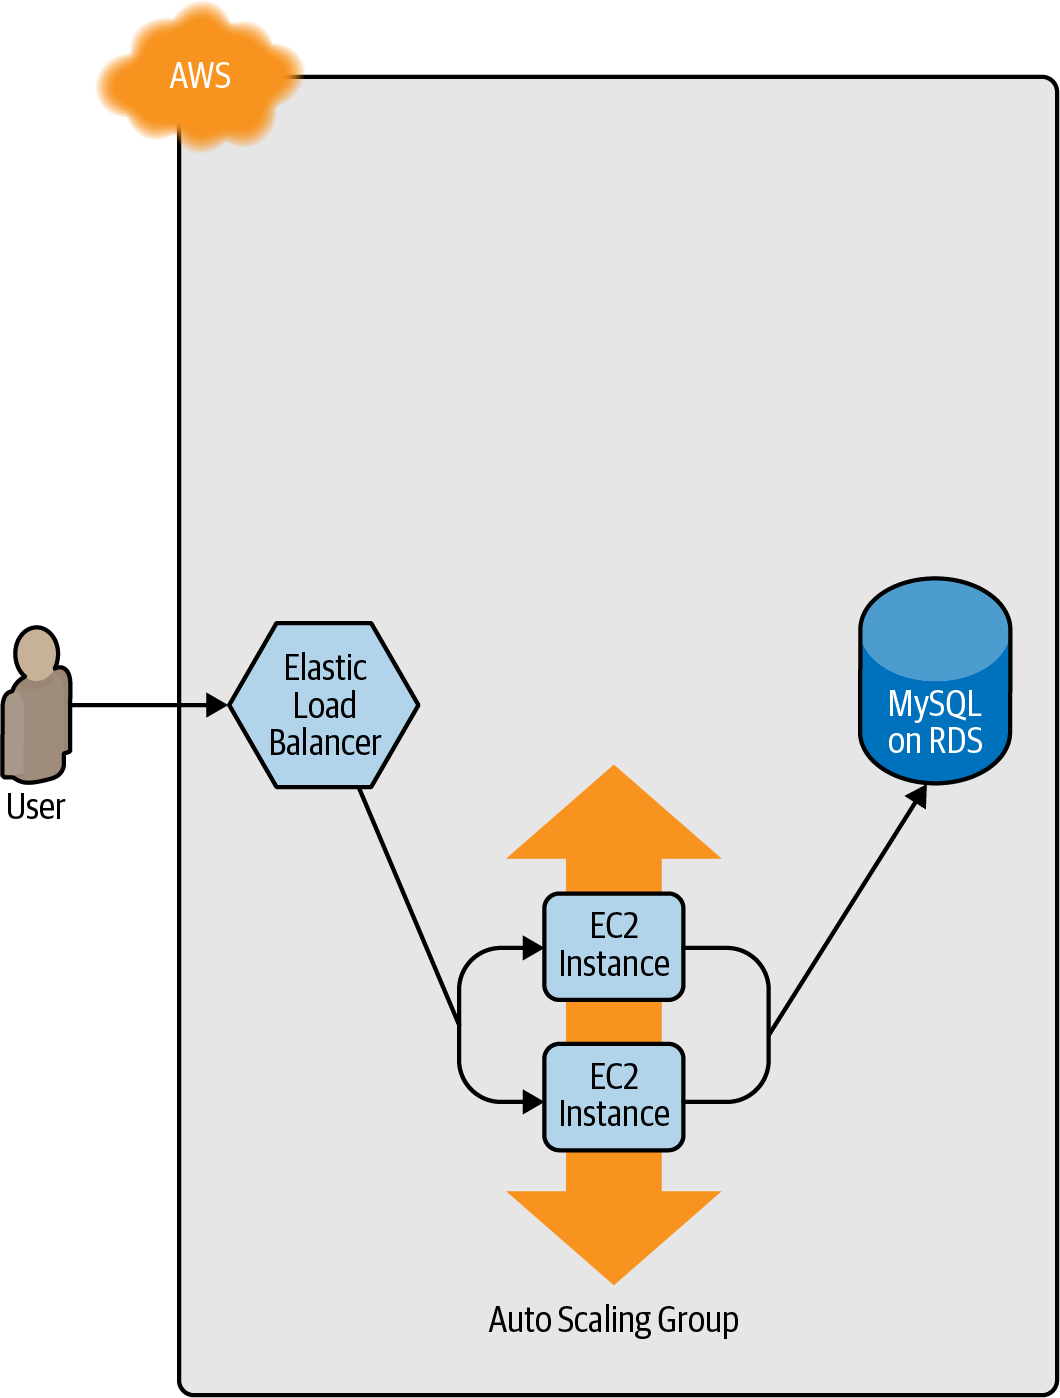 AWS
User
Elastic
Load
Balancer
MySQL
on RDS
EC2
Instance
EC2
Instance
Auto Scaling Group